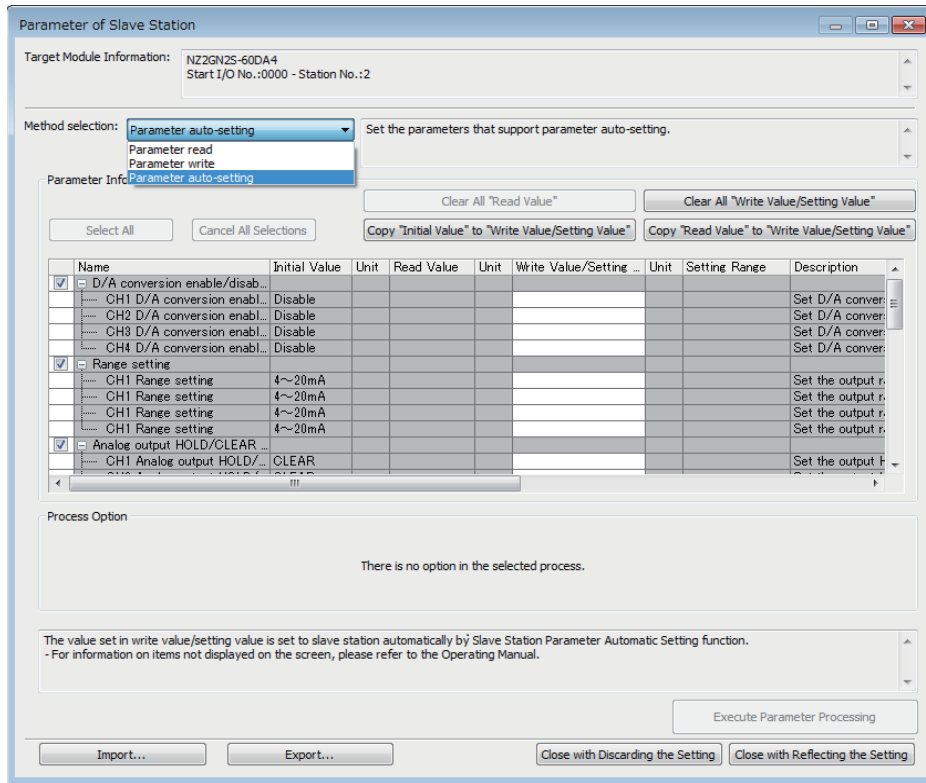 Parameter of Slave Station
Target Module Information:
NZ2GN2S-60DA4
Start I/O No.:0000 - Station No.:2
Method selection: Parameter auto-setting
Set the parameters that support parameter auto-setting.
Parameter read
Parameter write
Parameter auto-setting
Parameter Info
Clear All "Read Value" Clear All "Write Value/Setting Value"
Select All Cancel All Selections Copy "Initial Value" to "Write Value/Setting Value" Copy "Read Value" to "Write Value/Setting Value"
Name Initial Value Unit Read Value Unit Write Value/Setting ... Unit Setting Range Description
D/A conversion enable/disab...
CH1 D/A conversion enabl... Disable Set D/A conver
CH2 D/A conversion enabl... Disable Set D/A conver
CH3 D/A conversion enabl... Disable Set D/A conver
CH4 D/A conversion enabl... Disable Set D/A conver
Range setting
CH1 Range setting 4～20mA Set the output r
CH1 Range setting 4～20mA Set the output r
CH1 Range setting 4～20mA Set the output r
CH1 Range setting 4～20mA Set the output r
Analog output HOLD/CLEAR ...
CH1 Analog output HOLD/... CLEAR Set the output H
Process Option
There is no option in the selected process.
The value set in write value/setting value is set to slave station automatically by Slave Station Parameter Automatic Setting function.
- For information on items not displayed on the screen, please refer to the Operating Manual.
Execute Parameter Processing
Import... Export... Close with Discarding the Setting Close with Reflecting the Setting